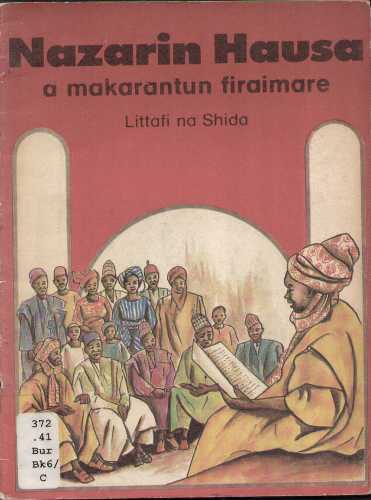 Nazarin Hausa
a makarantun firaimare
Littafi na Shida
372
.41
Bur
Bk6/
C